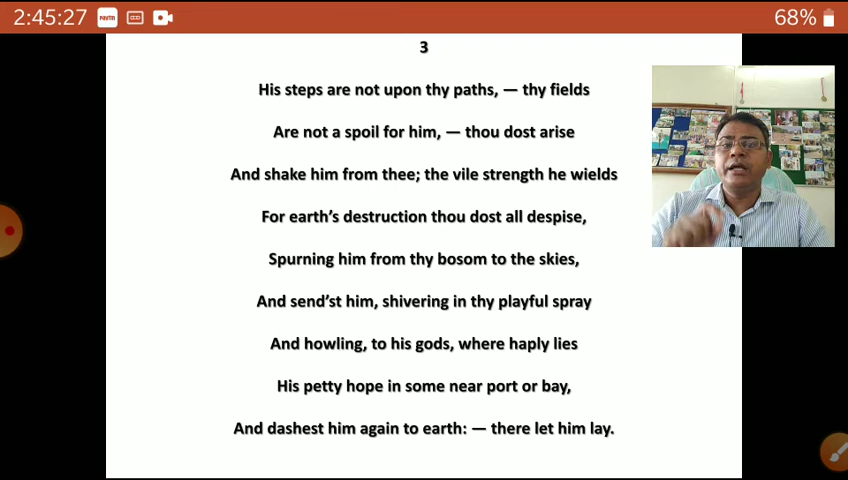 2:45:27
Paytm
68%
3
His steps are not upon thy paths, — thy fields
Are not a spoil for him, — thou dost arise
And shake him from thee; the vile strength he wields
For earth’s destruction thou dost all despise,
Spurning him from thy bosom to the skies,
And send’st him, shivering in thy playful spray
And howling, to his gods, where haply lies
His petty hope in some near port or bay,
And dashest him again to earth: — there let him lay.